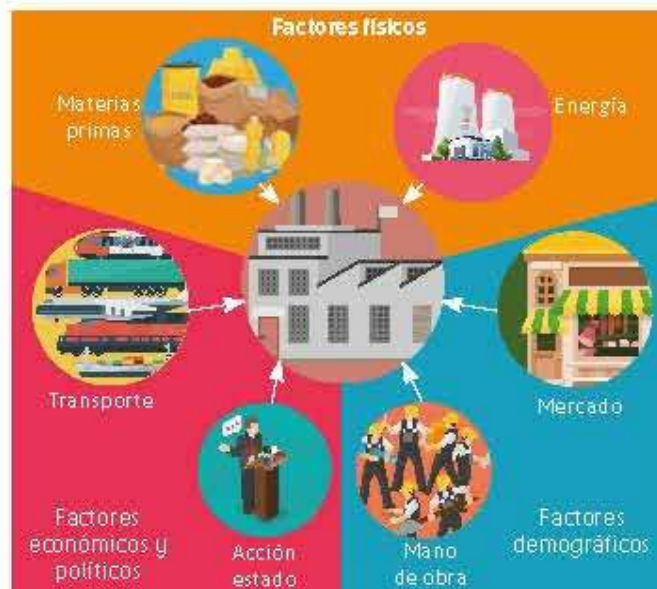 Factores físicos
Materias
primas
Energía
Transporte
Mercado
Factores
económicos y
políticos
Acción
estado
Mano
de obra
Factores
demográficos